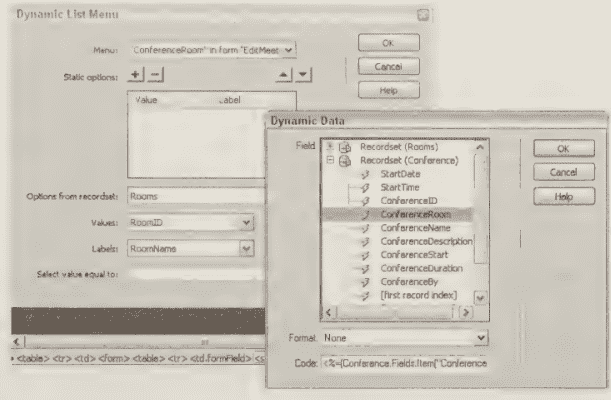 Dynamic List Menu
Menu: ConferenceRoom" in form "EditMeet
OK
Static options:
Cancel
Help
Value Label
Options from recordset: Rooms
Values: RoomID
Labels: RoomName
Select value equal to:
<table> <tr> <td> <form> <table> <tr> <td.formField> <s
Dynamic Data
Field: Recordset (Rooms)
Recordset (Conference)
StartDate
StartTime
ConferenceID
ConferenceRoom
ConferenceName
ConferenceDescription
ConferenceStart
ConferenceDuration
ConferenceBy
[first record index]
OK
Cancel
Help
Format: None
Code: <%=(Conference.Fields.Item("Conference